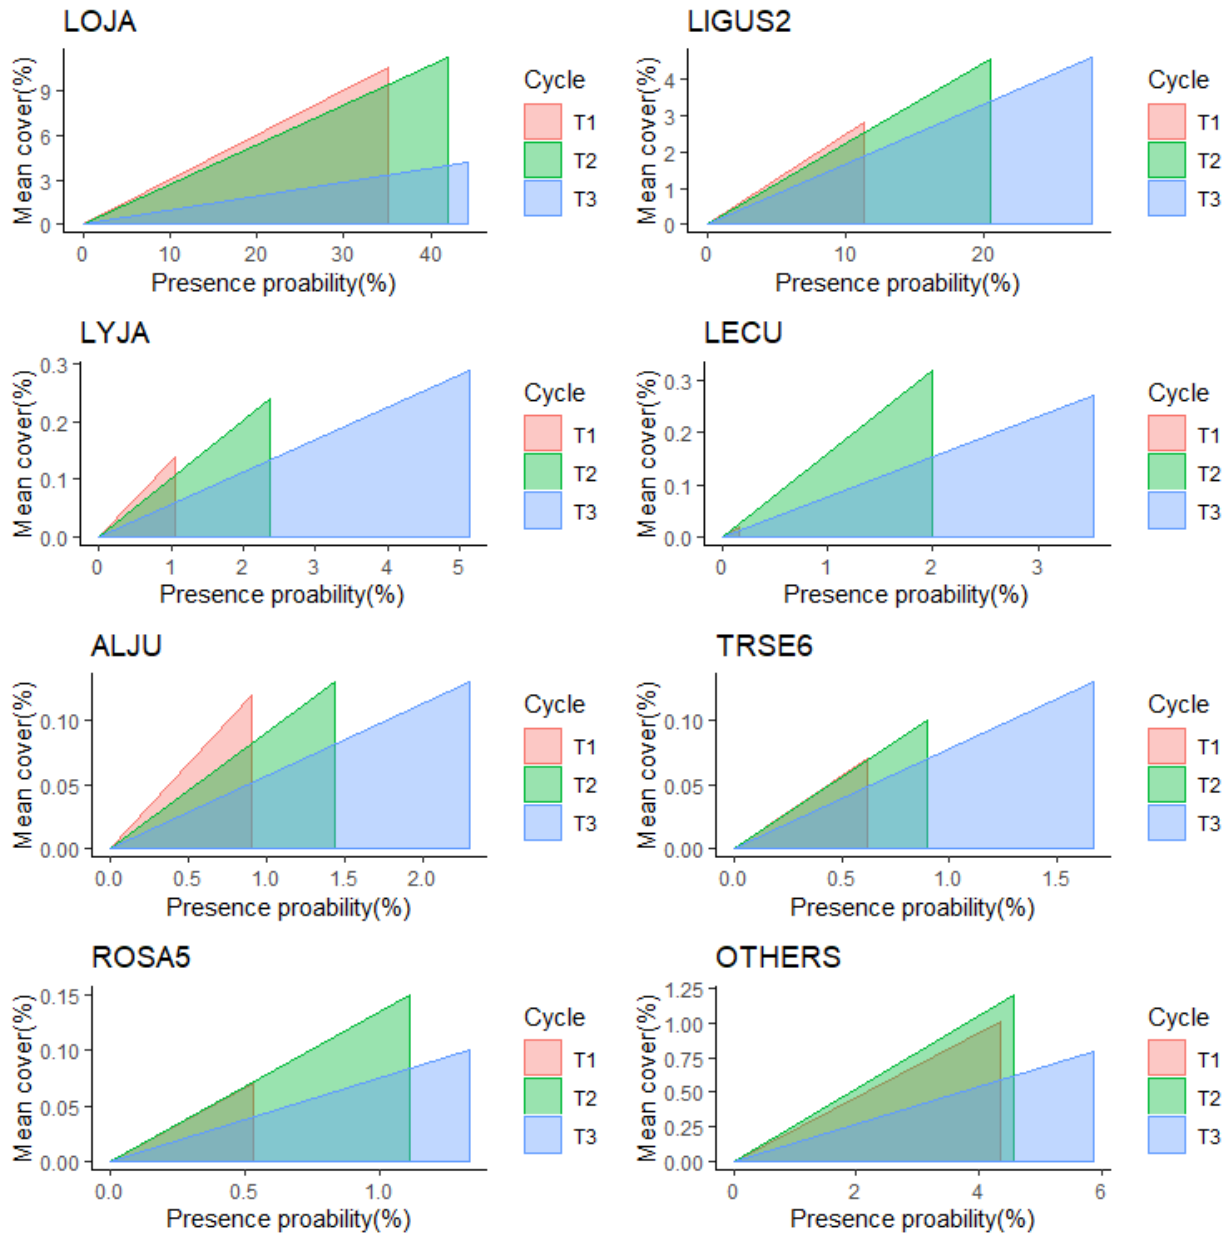 LOJA
Mean cover(%)
9
6
3
0
0 10 20 30 40
Presence proability(%)
Cycle
T1
T2
T3
LIGUS2
Mean cover(%)
4
3
2
1
0
0 10 20
Presence proability(%)
Cycle
T1
T2
T3
LYJA
Mean cover(%)
0.3
0.2
0.1
0.0
0 1 2 3 4 5
Presence proability(%)
Cycle
T1
T2
T3
LECU
Mean cover(%)
0.3
0.2
0.1
0.0
0 1 2 3
Presence proability(%)
Cycle
T1
T2
T3
ALJU
Mean cover(%)
0.10
0.05
0.00
0.0 0.5 1.0 1.5 2.0
Presence proability(%)
Cycle
T1
T2
T3
TRSE6
Mean cover(%)
0.10
0.05
0.00
0.0 0.5 1.0 1.5
Presence proability(%)
Cycle
T1
T2
T3
ROSA5
Mean cover(%)
0.15
0.10
0.05
0.00
0.0 0.5 1.0
Presence proability(%)
Cycle
T1
T2
T3
OTHERS
Mean cover(%)
1.25
1.00
0.75
0.50
0.25
0.00
0 2 4 6
Presence proability(%)
Cycle
T1
T2
T3